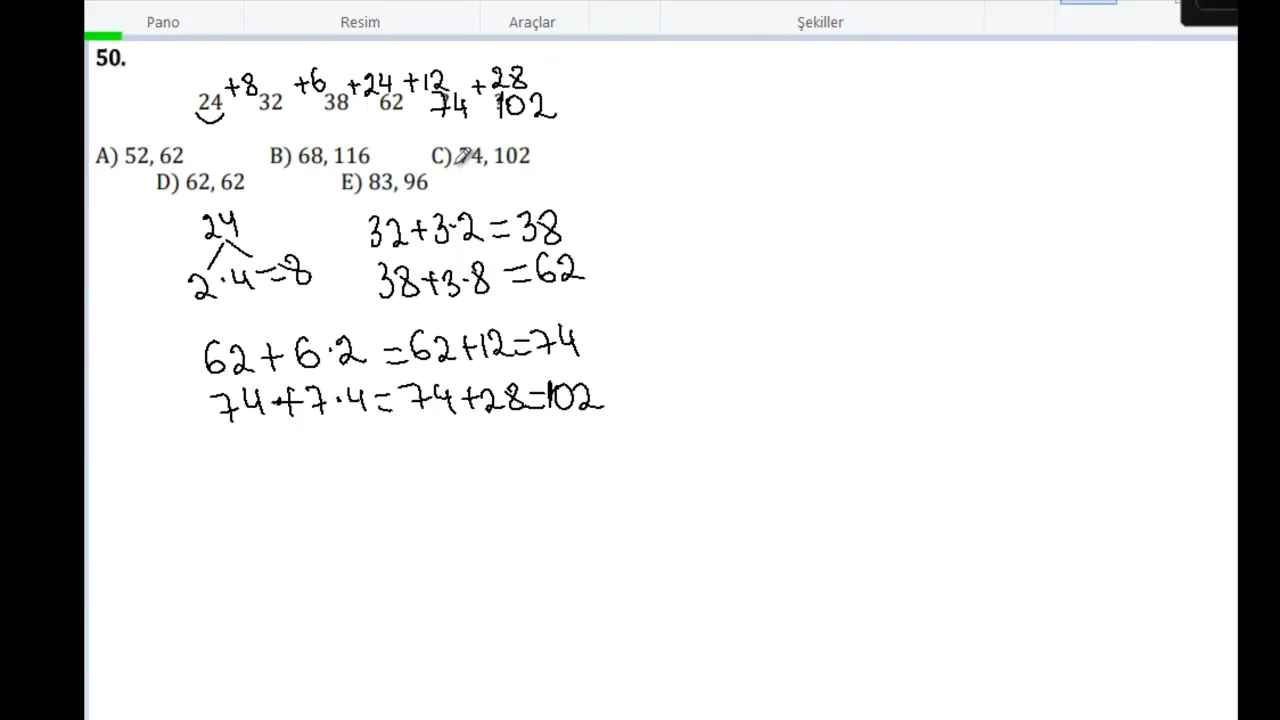 Pano Resim Araçlar Şekiller
50.
+8 +6 +24 +12 +28
24 32 38 62 74 102
A) 52, 62 B) 68, 116 C) 74, 102
D) 62, 62 E) 83, 96
24
2·4=8
32+3·2=38
38+3·8=62
62+6·2=62+12=74
74+7·4=74+28=102